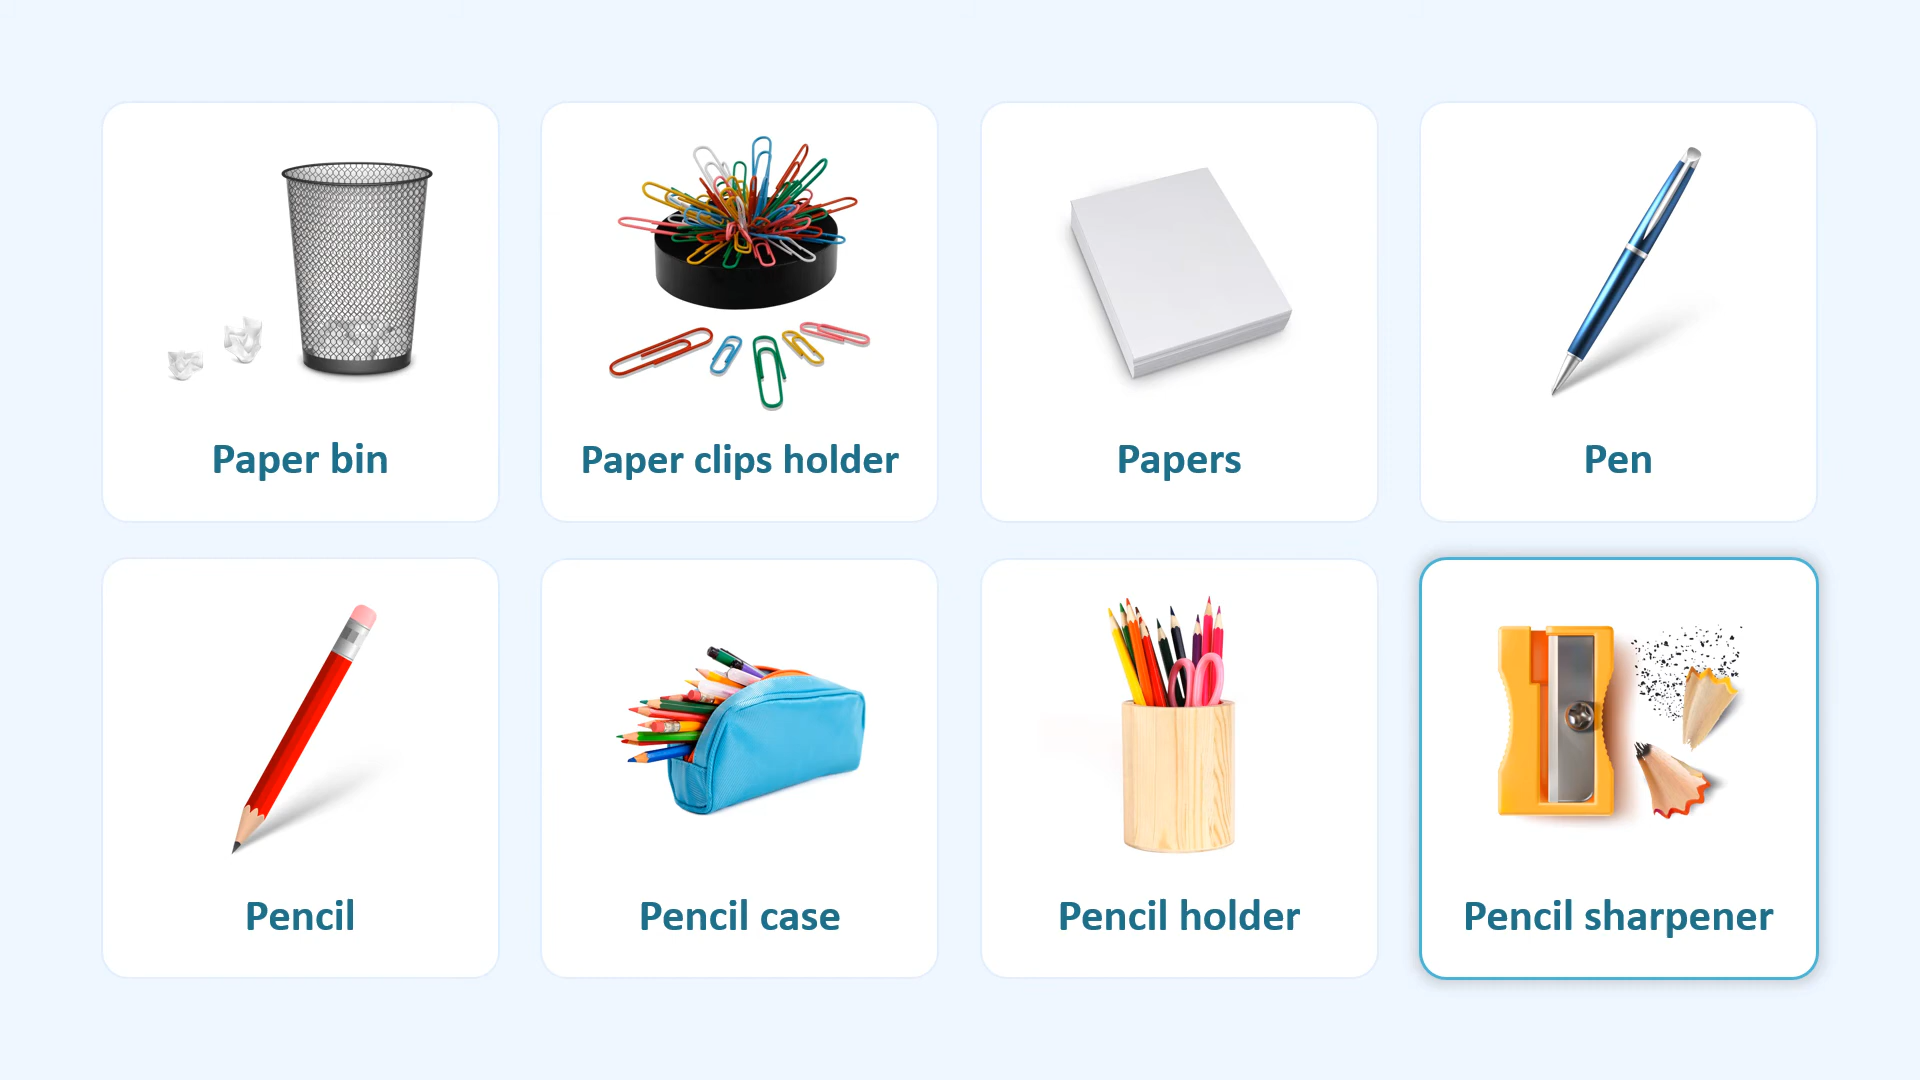 Paper bin
Paper clips holder
Papers
Pen
Pencil
Pencil case
Pencil holder
Pencil sharpener